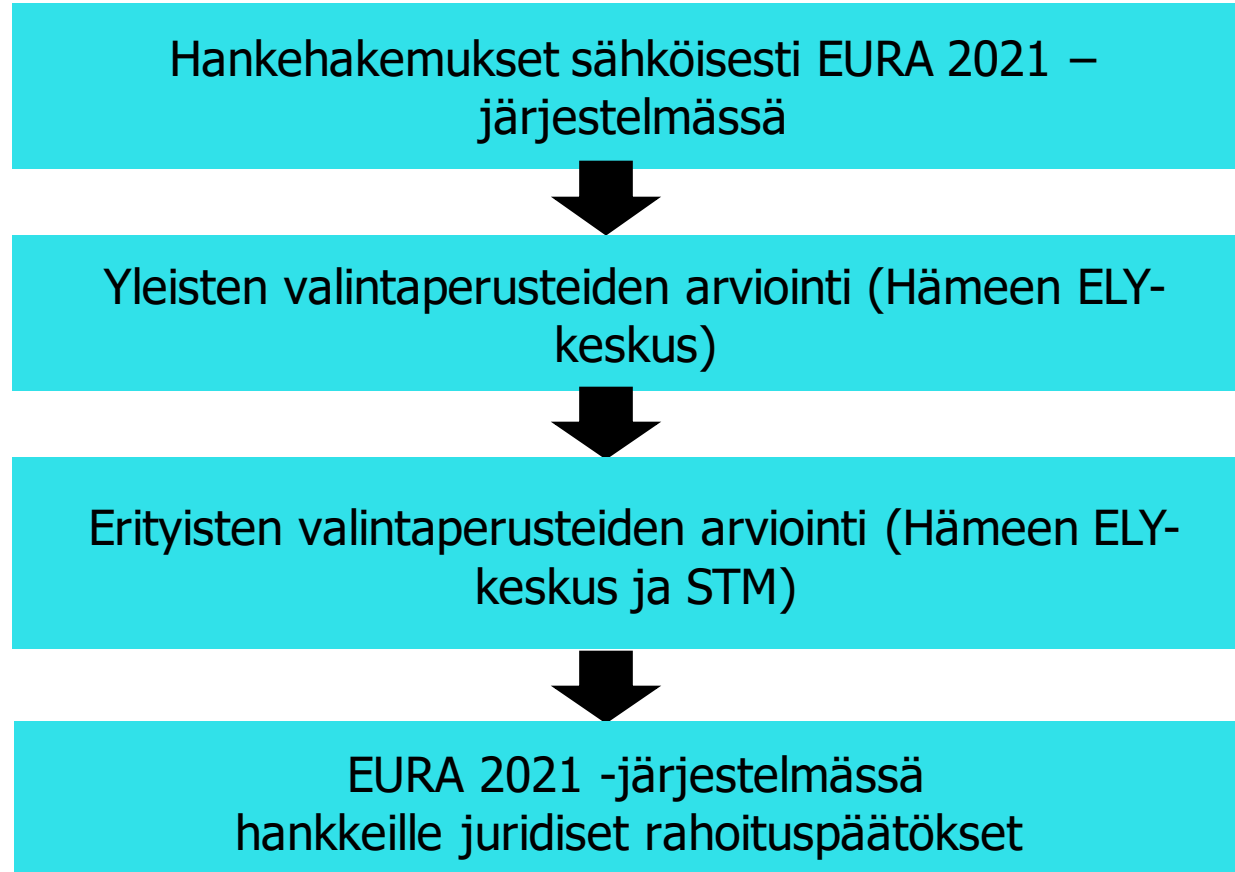 Hankehakemukset sähköisesti EURA 2021 –
järjestelmässä
Yleisten valintaperusteiden arviointi (Hämeen ELY-
keskus)
Erityisten valintaperusteiden arviointi (Hämeen ELY-
keskus ja STM)
EURA 2021 -järjestelmässä
hankkeille juridiset rahoituspäätökset